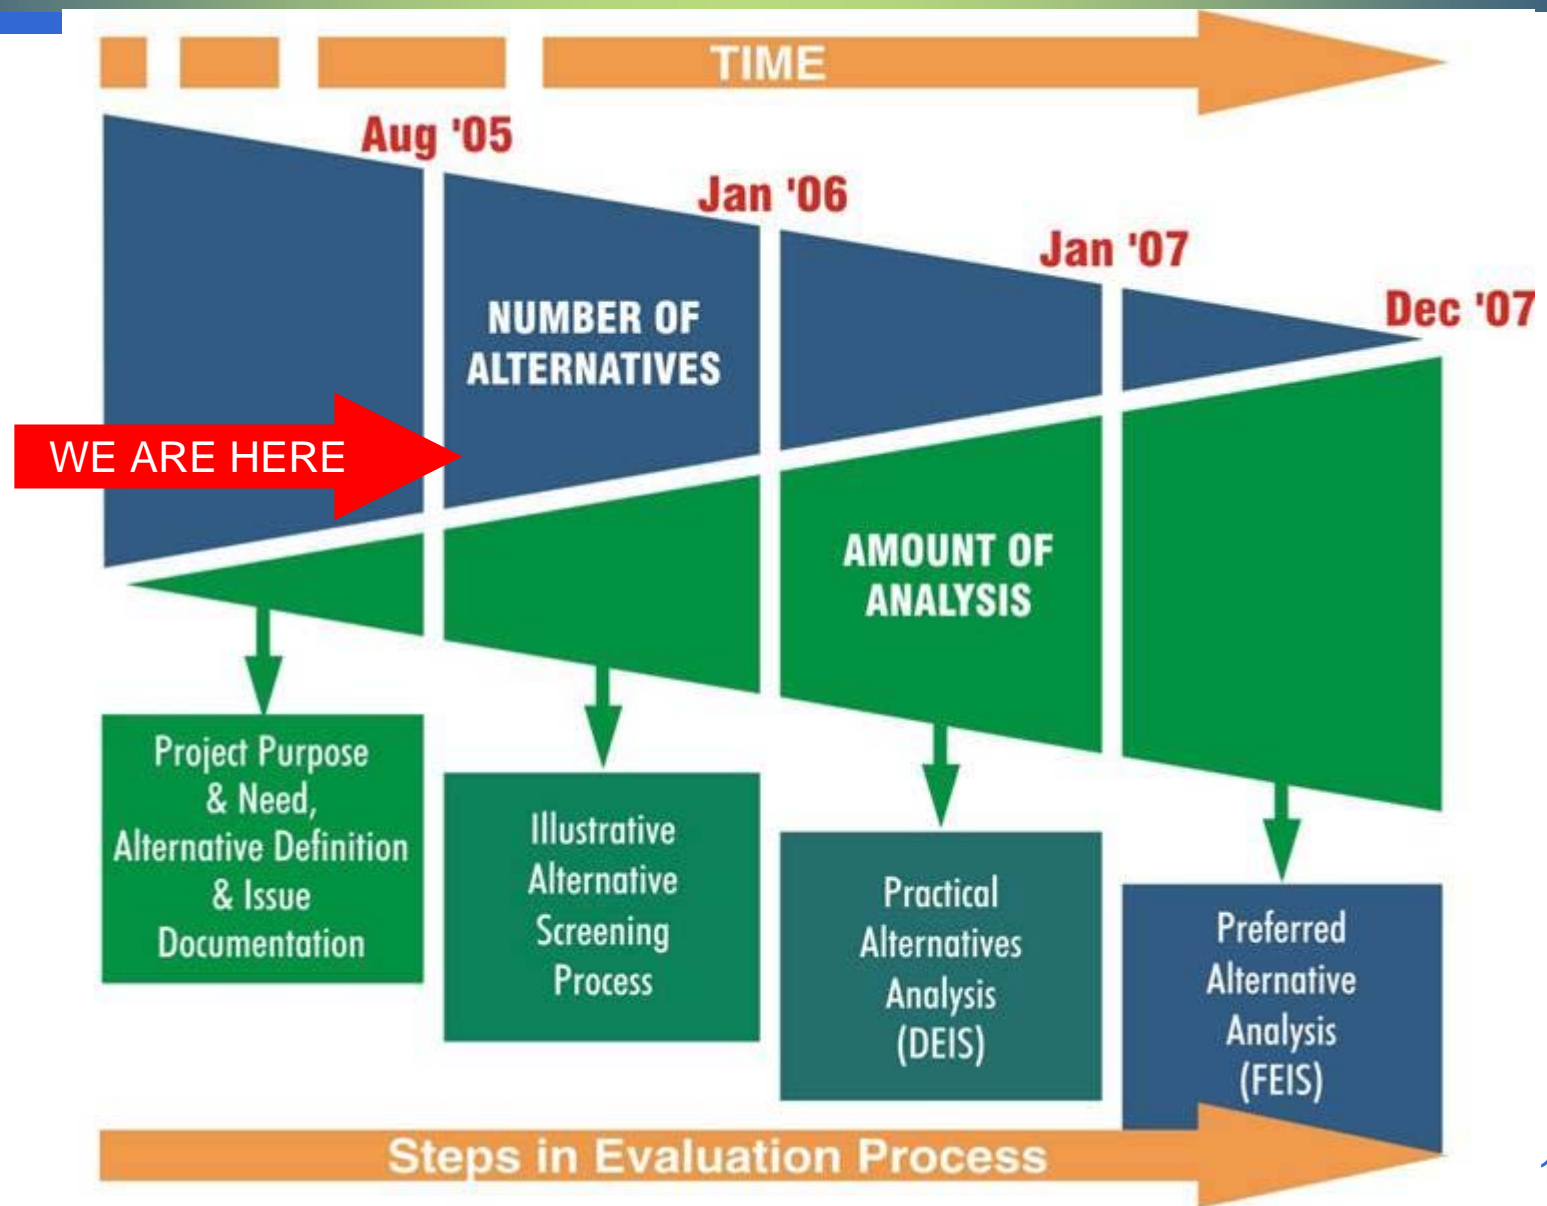 TIME
Aug '05
Jan '06
Jan '07
Dec '07
NUMBER OF
ALTERNATIVES
WE ARE HERE
AMOUNT OF
ANALYSIS
Project Purpose
& Need,
Alternative Definition
& Issue
Documentation
Illustrative
Alternative
Screening
Process
Practical
Alternatives
Analysis
(DEIS)
Preferred
Alternative
Analysis
(FEIS)
Steps in Evaluation Process